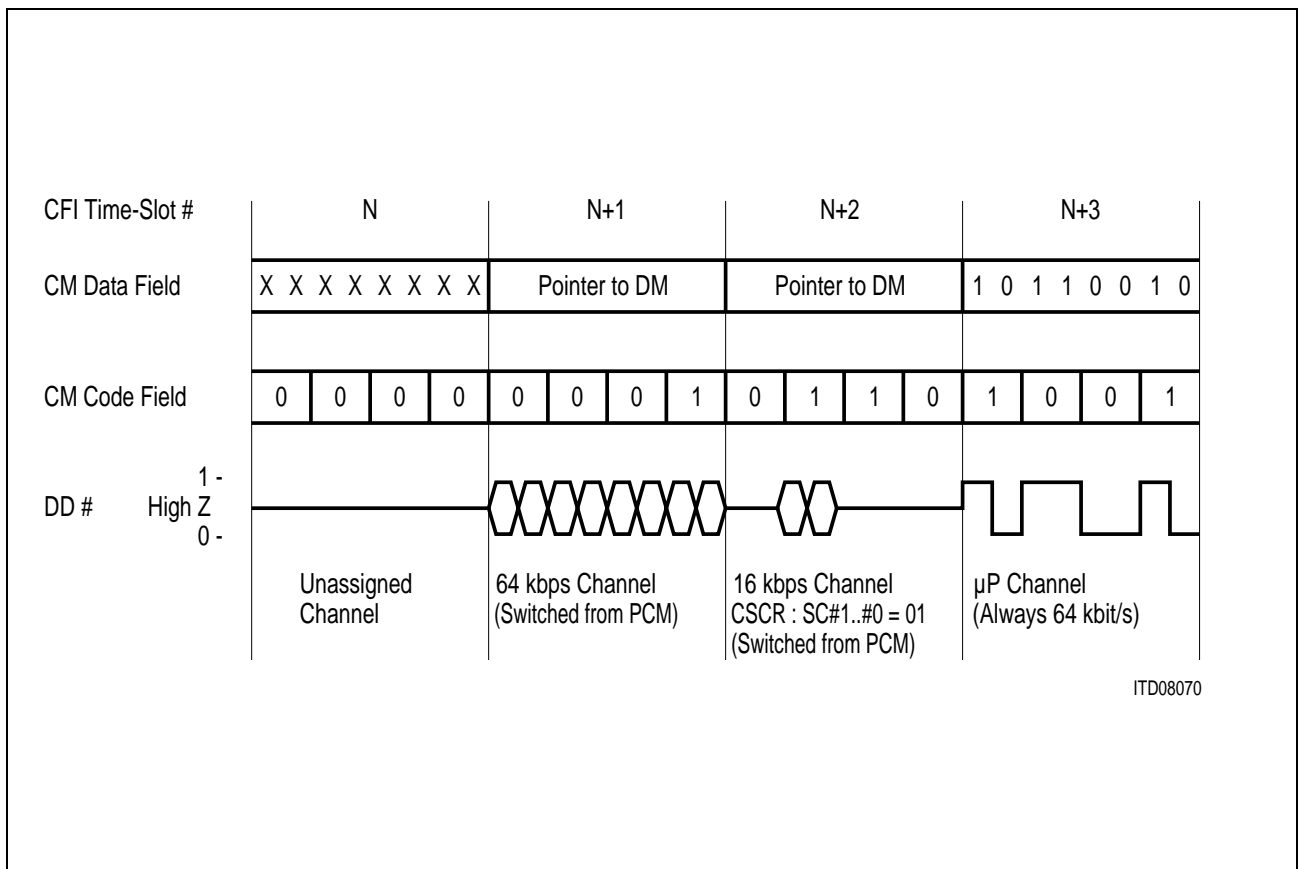 CFI Time-Slot # N N+1 N+2 N+3
CM Data Field X X X X X X X X Pointer to DM Pointer to DM 1 0 1 1 0 0 1 0
CM Code Field 0 0 0 0 0 0 0 1 0 1 1 0 1 0 0 1
1 -
DD # High Z
0 -
Unassigned
Channel
64 kbps Channel
(Switched from PCM)
16 kbps Channel
CSCR : SC#1..#0 = 01
(Switched from PCM)
µP Channel
(Always 64 kbit/s)
ITD08070